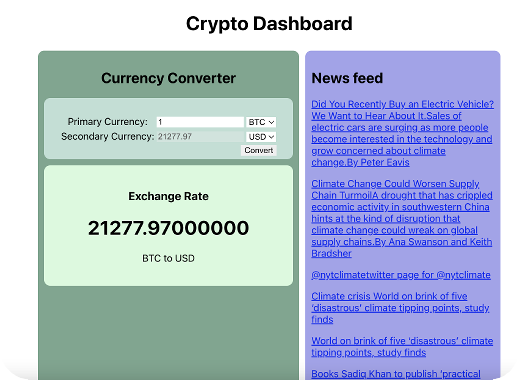 Crypto Dashboard
Currency Converter
Primary Currency: 1 BTC
Secondary Currency: 21277.97 USD
Convert
Exchange Rate
21277.97000000
BTC to USD
News feed
Did You Recently Buy an Electric Vehicle?
We Want to Hear About It.Sales of
electric cars are surging as more people
become interested in the technology and
grow concerned about climate
change.By Peter Eavis
Climate Change Could Worsen Supply
Chain TurmoilA drought that has crippled
economic activity in southwestern China
hints at the kind of disruption that
climate change could wreak on global
supply chains.By Ana Swanson and Keith
Bradsher
@nytclimatetwitter page for @nytclimate
Climate crisis World on brink of five
‘disastrous’ climate tipping points, study
finds
World on brink of five ‘disastrous’ climate
tipping points, study finds
Books Sadiq Khan to publish ‘practical